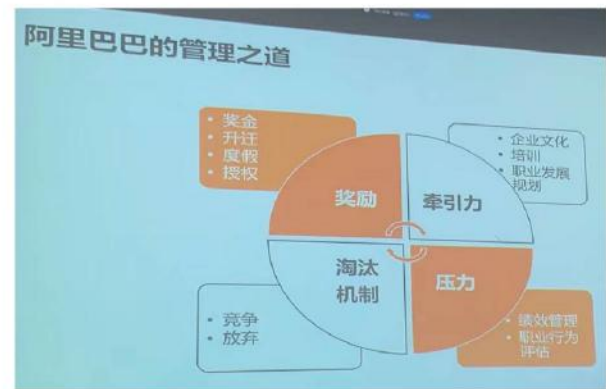 阿里巴巴的管理之道
• 奖金
• 升迁
• 度假
• 授权
• 企业文化
• 培训
• 职业发展
规划
奖励
牵引力
淘汰
机制
压力
• 竞争
• 放弃
• 绩效管理
• 职业行为
评估